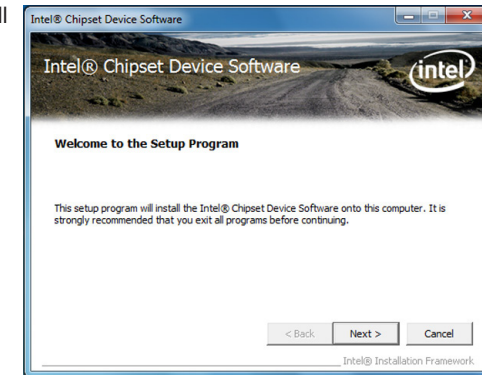 ll
Intel® Chipset Device Software
Intel® Chipset Device Software
intel
Welcome to the Setup Program
This setup program will install the Intel® Chipset Device Software onto this computer. It is
strongly recommended that you exit all programs before continuing.
< Back
Next >
Cancel
Intel® Installation Framework